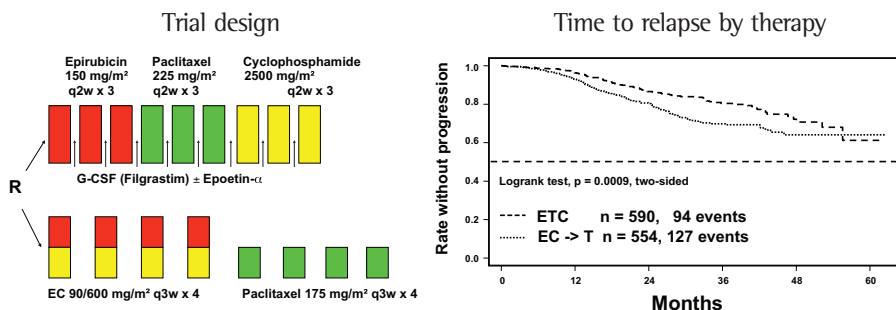 Trial design
Epirubicin Paclitaxel Cyclophosphamide
150 mg/m² 225 mg/m² 2500 mg/m²
q2w x 3 q2w x 3 q2w x 3
G-CSF (Filgrastim) ± Epoetin-α
R
EC 90/600 mg/m² q3w x 4 Paclitaxel 175 mg/m² q3w x 4
Time to relapse by therapy
Rate without progression
1.0
0.8
0.6
0.4
0.2
0.0
Logrank test, p = 0.0009, two-sided
ETC n = 590, 94 events
EC -> T n = 554, 127 events
0 12 24 36 48 60
Months